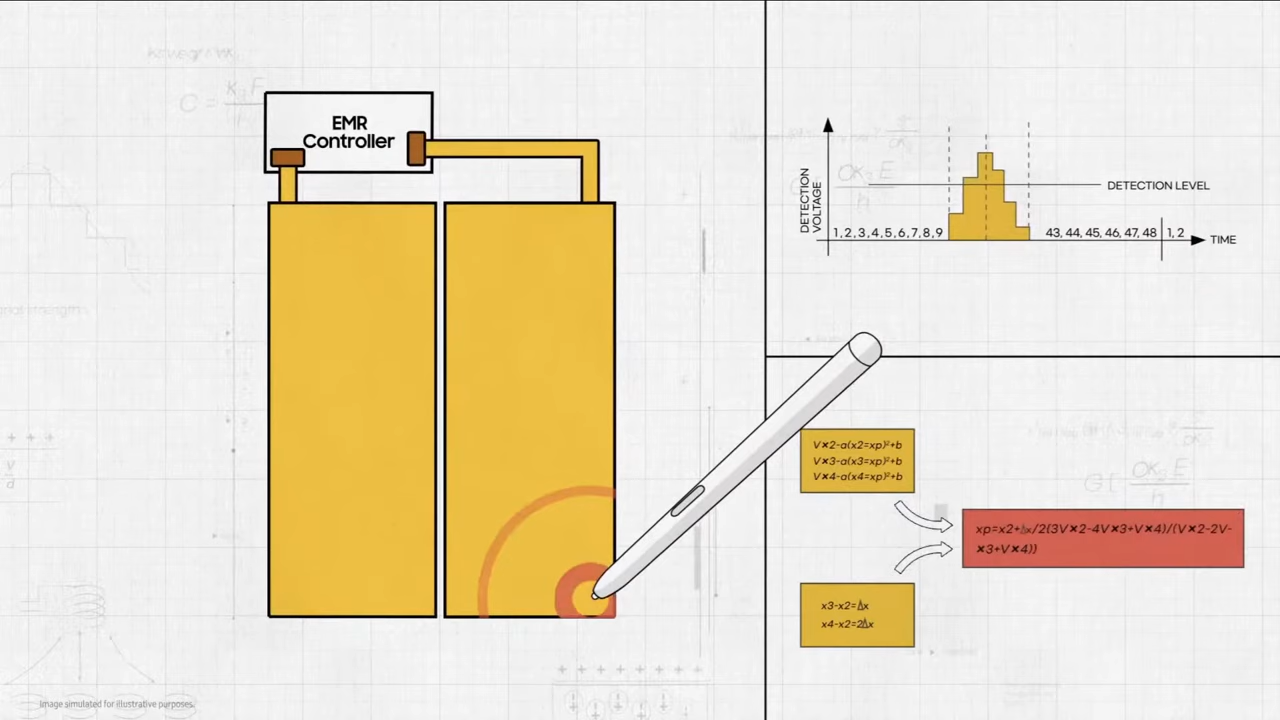 EMR
Controller
DETECTION
VOLTAGE
DETECTION LEVEL
1, 2, 3, 4, 5, 6, 7, 8, 9
43, 44, 45, 46, 47, 48
1, 2
TIME
V×2-a(x2=xp)²+b
V×3-a(x3=xp)²+b
V×4-a(x4=xp)²+b
xp=x2+Δx/2{3V×2-4V×3+V×4)/(V×2-2V-
×3+V×4)}
x3-x2=Δx
x4-x2=2Δx
Image simulated for illustrative purposes.